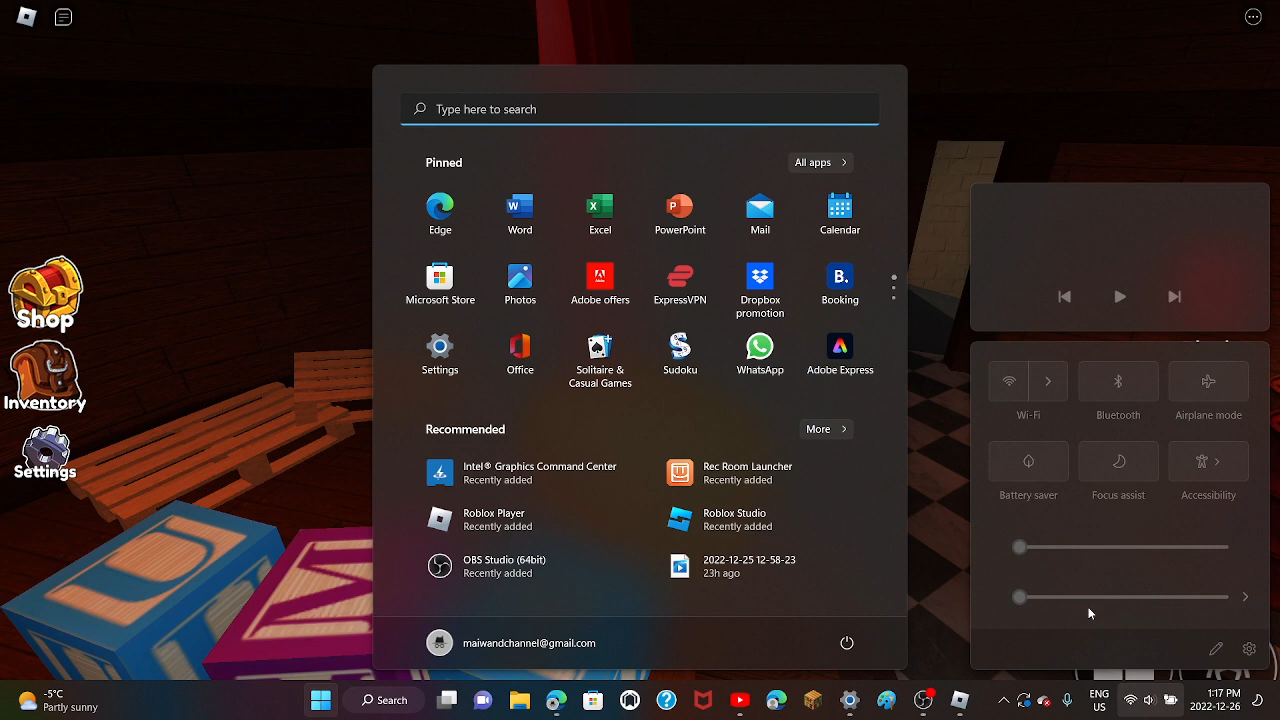 Type here to search
Pinned
All apps
Edge
Word
Excel
PowerPoint
Mail
Calendar
Microsoft Store
Photos
Adobe offers
ExpressVPN
Dropbox promotion
Booking
Settings
Office
Solitaire & Casual Games
Sudoku
WhatsApp
Adobe Express
Recommended
More
Intel® Graphics Command Center
Recently added
Rec Room Launcher
Recently added
Roblox Player
Recently added
Roblox Studio
Recently added
OBS Studio (64bit)
Recently added
2022-12-25 12-58-23
23h ago
maiwandchannel@gmail.com
Shop
Inventory
Settings
Wi-Fi
Bluetooth
Airplane mode
Battery saver
Focus assist
Accessibility
-5°C
Partly sunny
Search
ENG
US
1:17 PM
2022-12-26